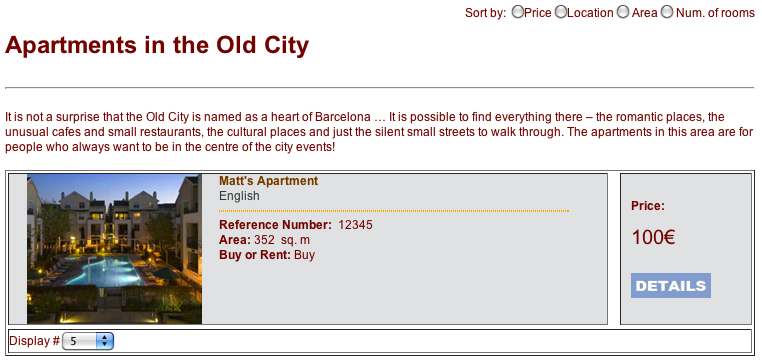 Sort by: Price Location Area Num. of rooms
Apartments in the Old City
It is not a surprise that the Old City is named as a heart of Barcelona … It is possible to find everything there – the romantic places, the
unusual cafes and small restaurants, the cultural places and just the silent small streets to walk through. The apartments in this area are for
people who always want to be in the centre of the city events!
Matt's Apartment
English
Reference Number: 12345
Area: 352 sq. m
Buy or Rent: Buy
Price:
100€
DETAILS
Display # 5